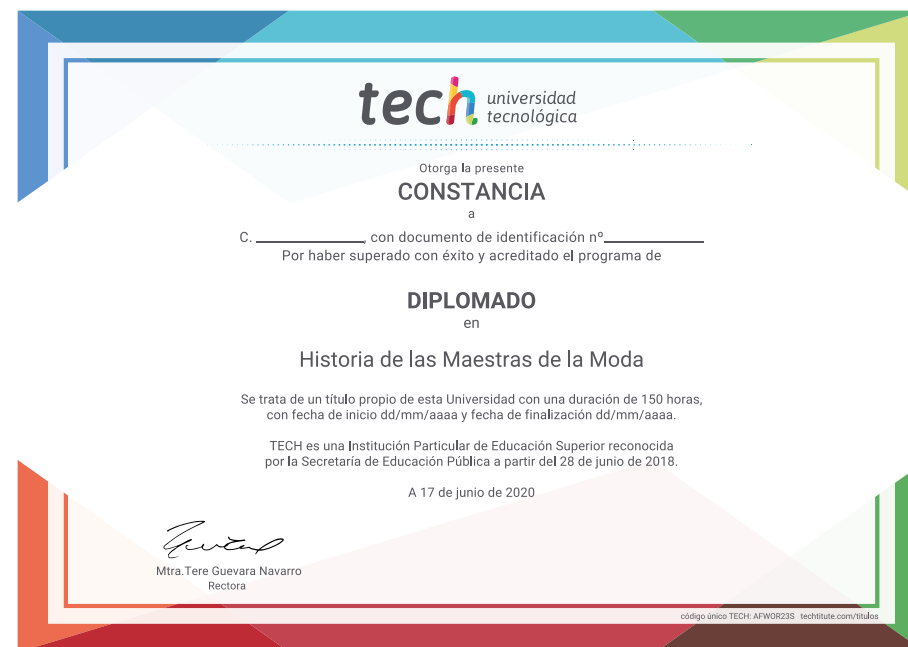 tech universidad
tecnológica
Otorga la presente
CONSTANCIA
a
C. ______________, con documento de identificación nº____________
Por haber superado con éxito y acreditado el programa de
DIPLOMADO
en
Historia de las Maestras de la Moda
Se trata de un título propio de esta Universidad con una duración de 150 horas,
con fecha de inicio dd/mm/aaaa y fecha de finalización dd/mm/aaaa.
TECH es una Institución Particular de Educación Superior reconocida
por la Secretaría de Educación Pública a partir del 28 de junio de 2018.
A 17 de junio de 2020
Mtra.Tere Guevara Navarro
Rectora
código único TECH: AFWOR23S techtitute.com/titulos